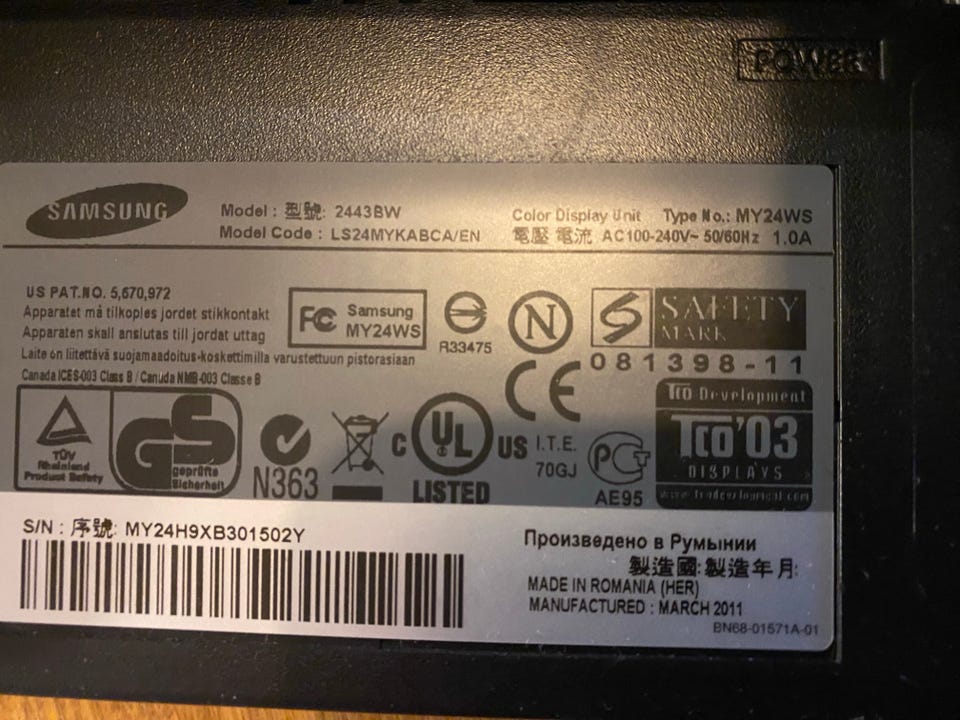 POWER
SAMSUNG
Model : 型號: 2443BW
Model Code : LS24MYKABCA/EN
Color Display Unit Type No.: MY24WS
電壓 電流 AC100-240V~ 50/60Hz 1.0A
US PAT.NO. 5,670,972
Apparatet må tilkoples jordet stikkontakt
Apparaten skall anslutas till jordat uttag
Laite on liitettävä suojamaadoitus-koskettimilla varustettuun pistorasiaan
Canada ICES-003 Class B / Canada NMB-003 Classe B
FC Samsung
MY24WS
R33475
N
S SAFETY
MARK
081398-11
CE
TÜV
Rheinland
Product Safety
GS
geprüfte
Sicherheit
N363
C UL US
LISTED
I.T.E.
70GJ
PCT
AE95
TCO Development
TCO'03
DISPLAYS
www.tcodevelopment.com
S/N : 序號: MY24H9XB301502Y
Произведено в Румынии
製造國: 製造年月:
MADE IN ROMANIA (HER)
MANUFACTURED : MARCH 2011
BN68-01571A-01